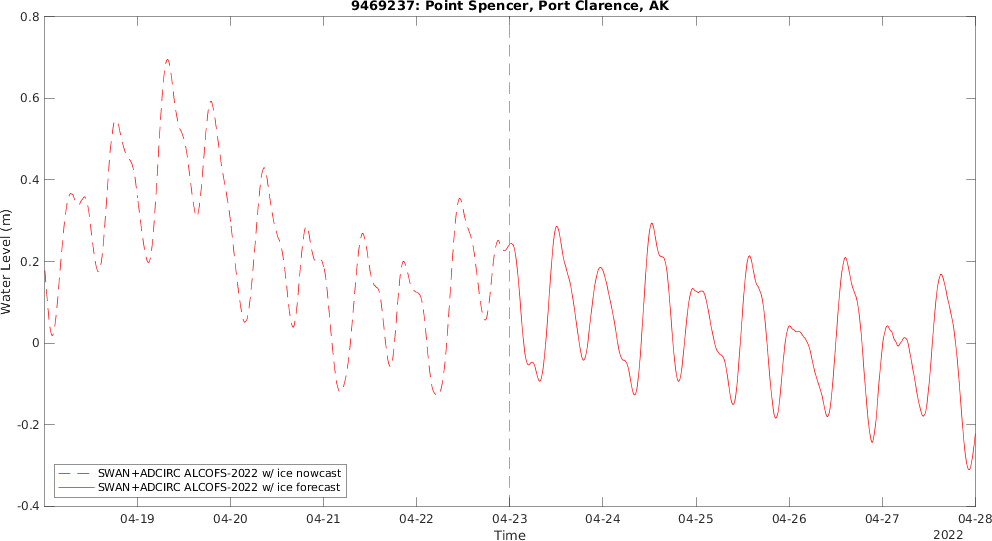 9469237: Point Spencer, Port Clarence, AK
Water Level (m)
0.8
0.6
0.4
0.2
0
-0.2
-0.4
SWAN+ADCIRC ALCOFS-2022 w/ ice nowcast
SWAN+ADCIRC ALCOFS-2022 w/ ice forecast
04-19 04-20 04-21 04-22 04-23 04-24 04-25 04-26 04-27 04-28
Time
2022